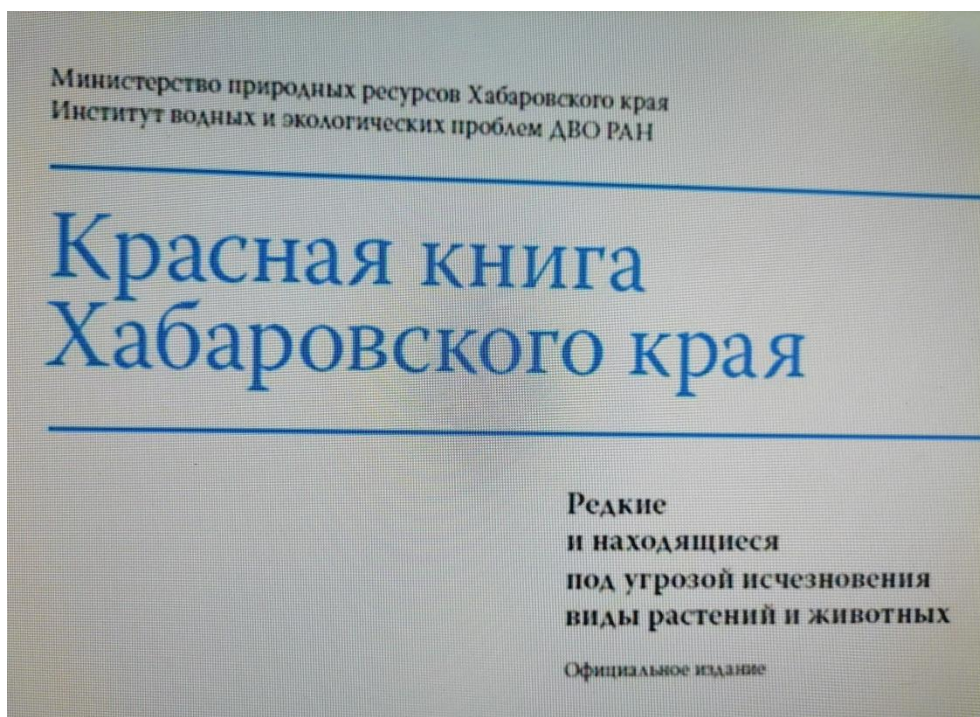 Министерство природных ресурсов Хабаровского края
Институт водных и экологических проблем ДВО РАН
Красная книга
Хабаровского края
Редкие
и находящиеся
под угрозой исчезновения
виды растений и животных
Официальное издание